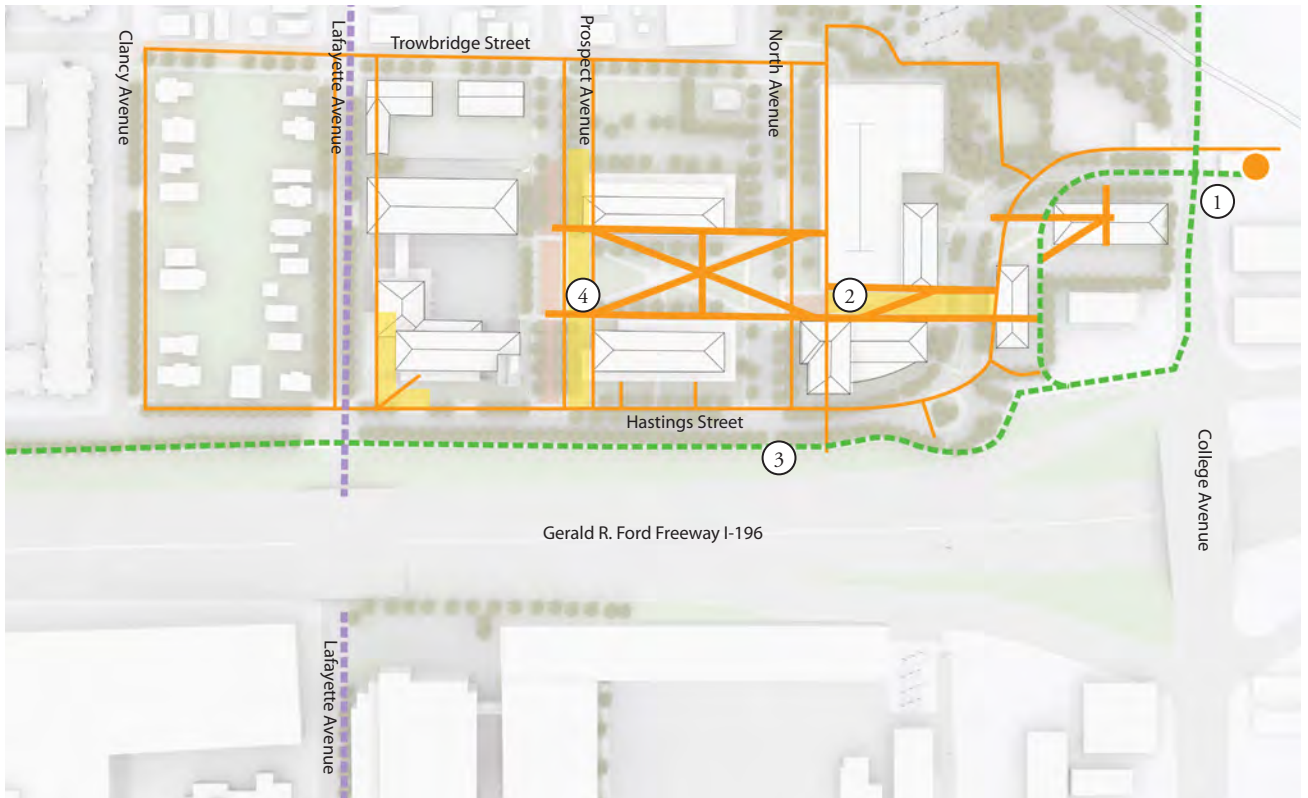 Clancy Avenue
Lafayette Avenue
Trowbridge Street
Prospect Avenue
North Avenue
1
2
4
Hastings Street
3
College Avenue
Gerald R. Ford Freeway I-196
Lafayette Avenue